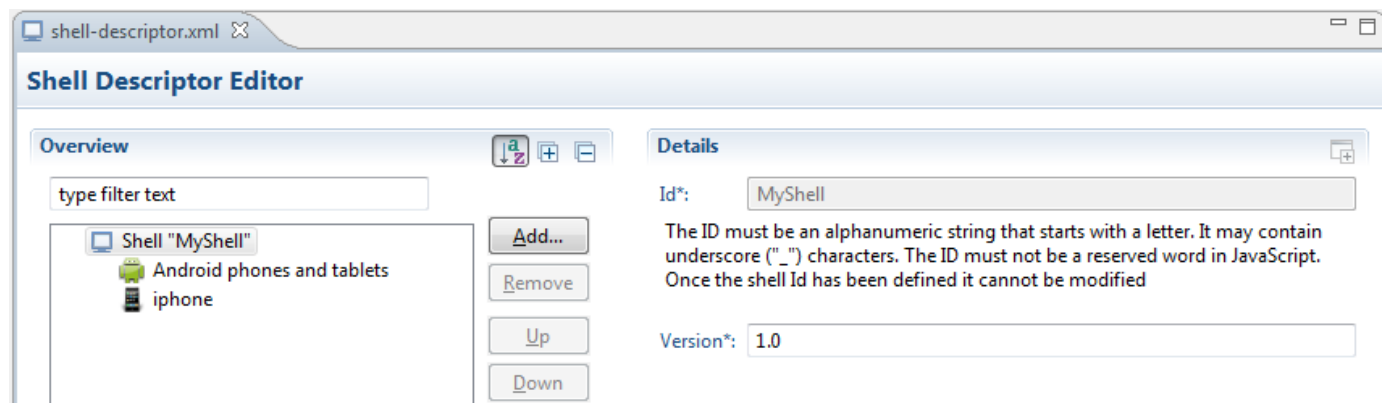 shell-descriptor.xml
Shell Descriptor Editor
Overview
type filter text
Shell "MyShell"
Android phones and tablets
iphone
Add...
Remove
Up
Down
Details
Id*: MyShell
The ID must be an alphanumeric string that starts with a letter. It may contain
underscore ("_") characters. The ID must not be a reserved word in JavaScript.
Once the shell Id has been defined it cannot be modified
Version*: 1.0